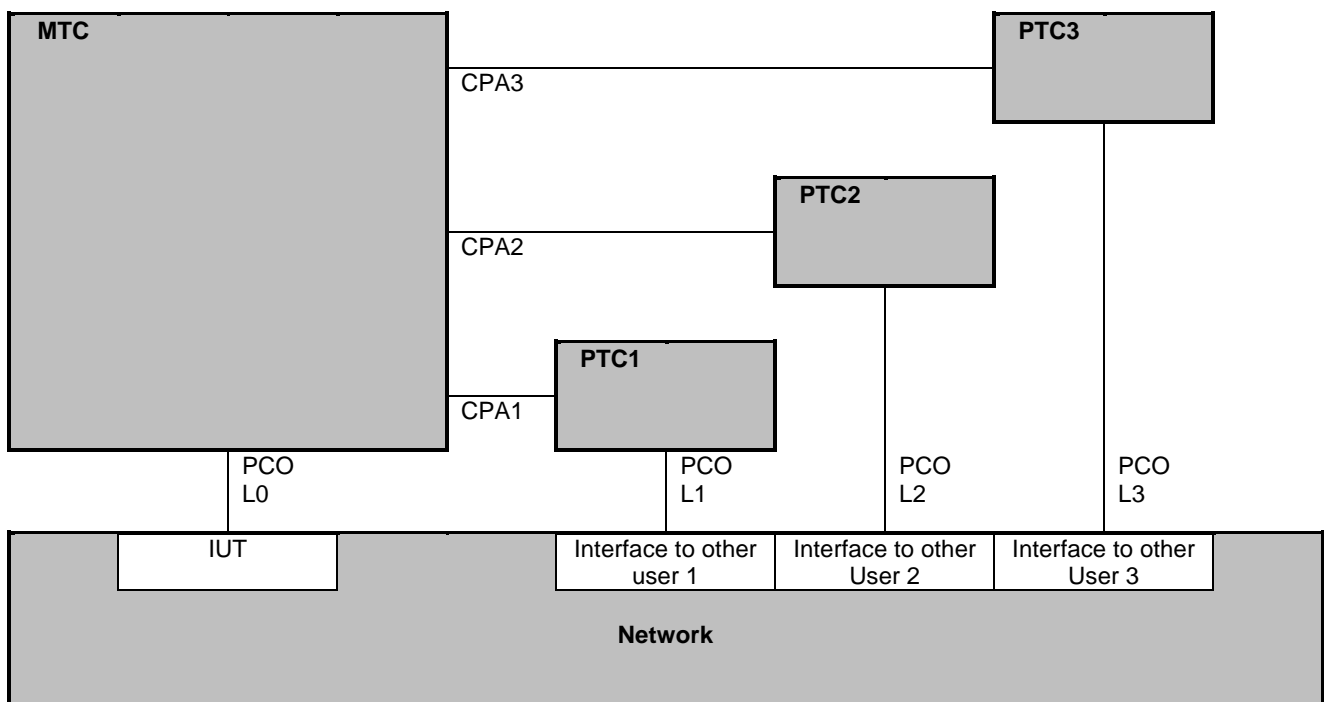 MTC
PTC3
CPA3
PTC2
CPA2
PTC1
CPA1
PCO
L0
PCO
L1
PCO
L2
PCO
L3
IUT
Interface to other
user 1
Interface to other
User 2
Interface to other
User 3
Network